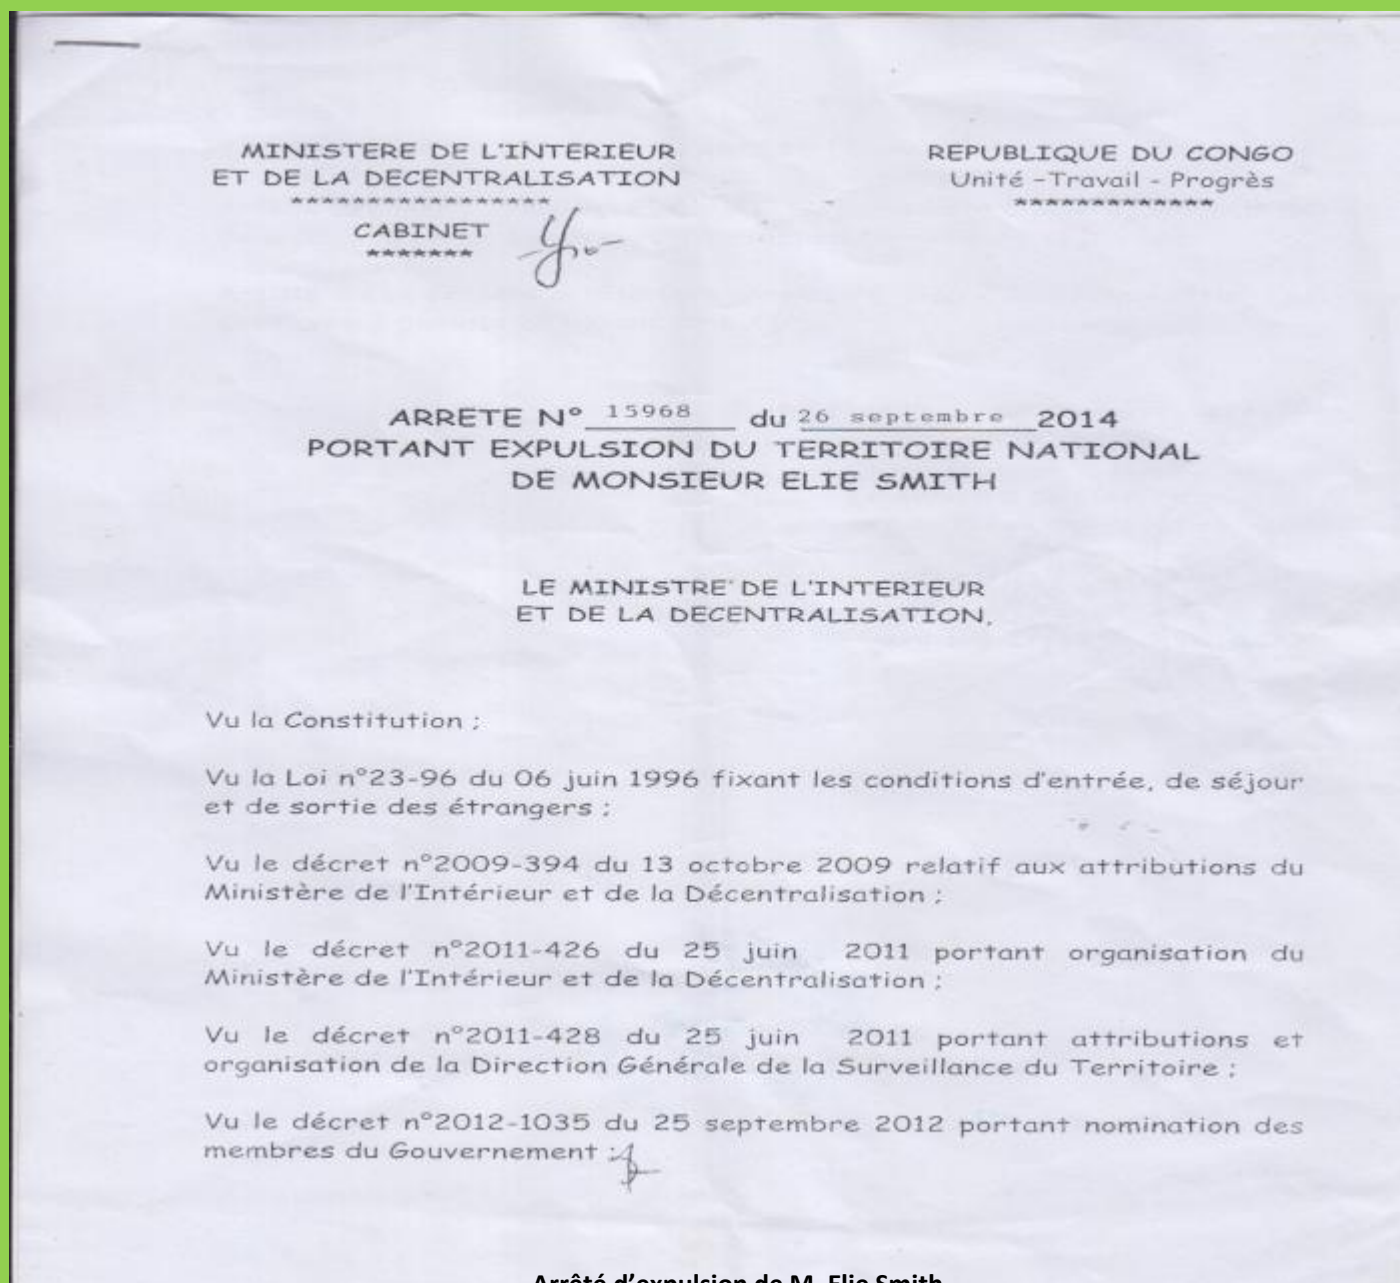 MINISTERE DE L'INTERIEUR
ET DE LA DECENTRALISATION
*****************
CABINET
*******
REPUBLIQUE DU CONGO
Unité -Travail - Progrès
*************
ARRETE N° 15968 du 26 septembre 2014
PORTANT EXPULSION DU TERRITOIRE NATIONAL
DE MONSIEUR ELIE SMITH
LE MINISTRE DE L'INTERIEUR
ET DE LA DECENTRALISATION,
Vu la Constitution ;
Vu la Loi n°23-96 du 06 juin 1996 fixant les conditions d'entrée, de séjour
et de sortie des étrangers ;
Vu le décret n°2009-394 du 13 octobre 2009 relatif aux attributions du
Ministère de l'Intérieur et de la Décentralisation ;
Vu le décret n°2011-426 du 25 juin 2011 portant organisation du
Ministère de l'Intérieur et de la Décentralisation ;
Vu le décret n°2011-428 du 25 juin 2011 portant attributions et
organisation de la Direction Générale de la Surveillance du Territoire ;
Vu le décret n°2012-1035 du 25 septembre 2012 portant nomination des
membres du Gouvernement ;
Arrêté d'expulsion de M. Elie Smith